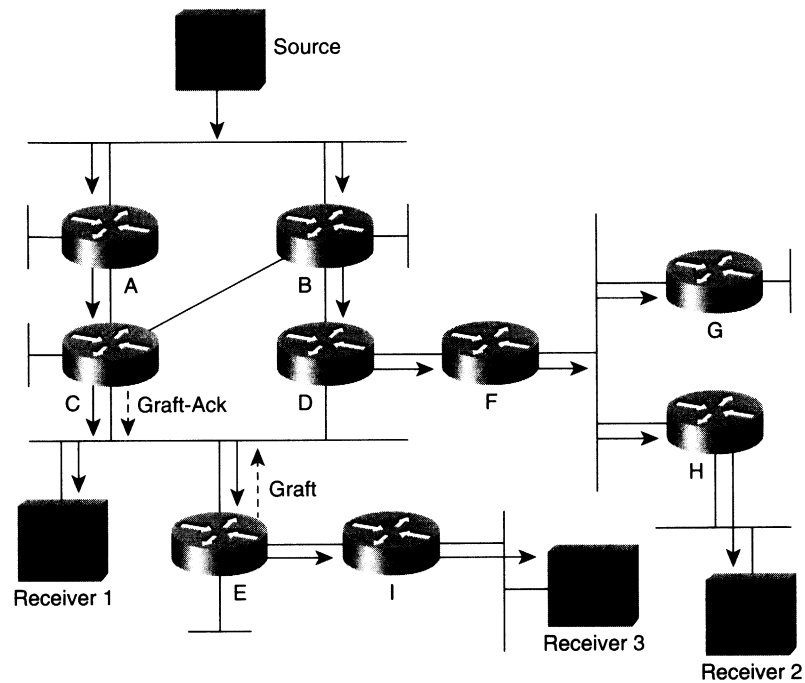 Source
A
B
G
C
Graft-Ack
D
F
H
Graft
E
I
Receiver 1
Receiver 3
Receiver 2